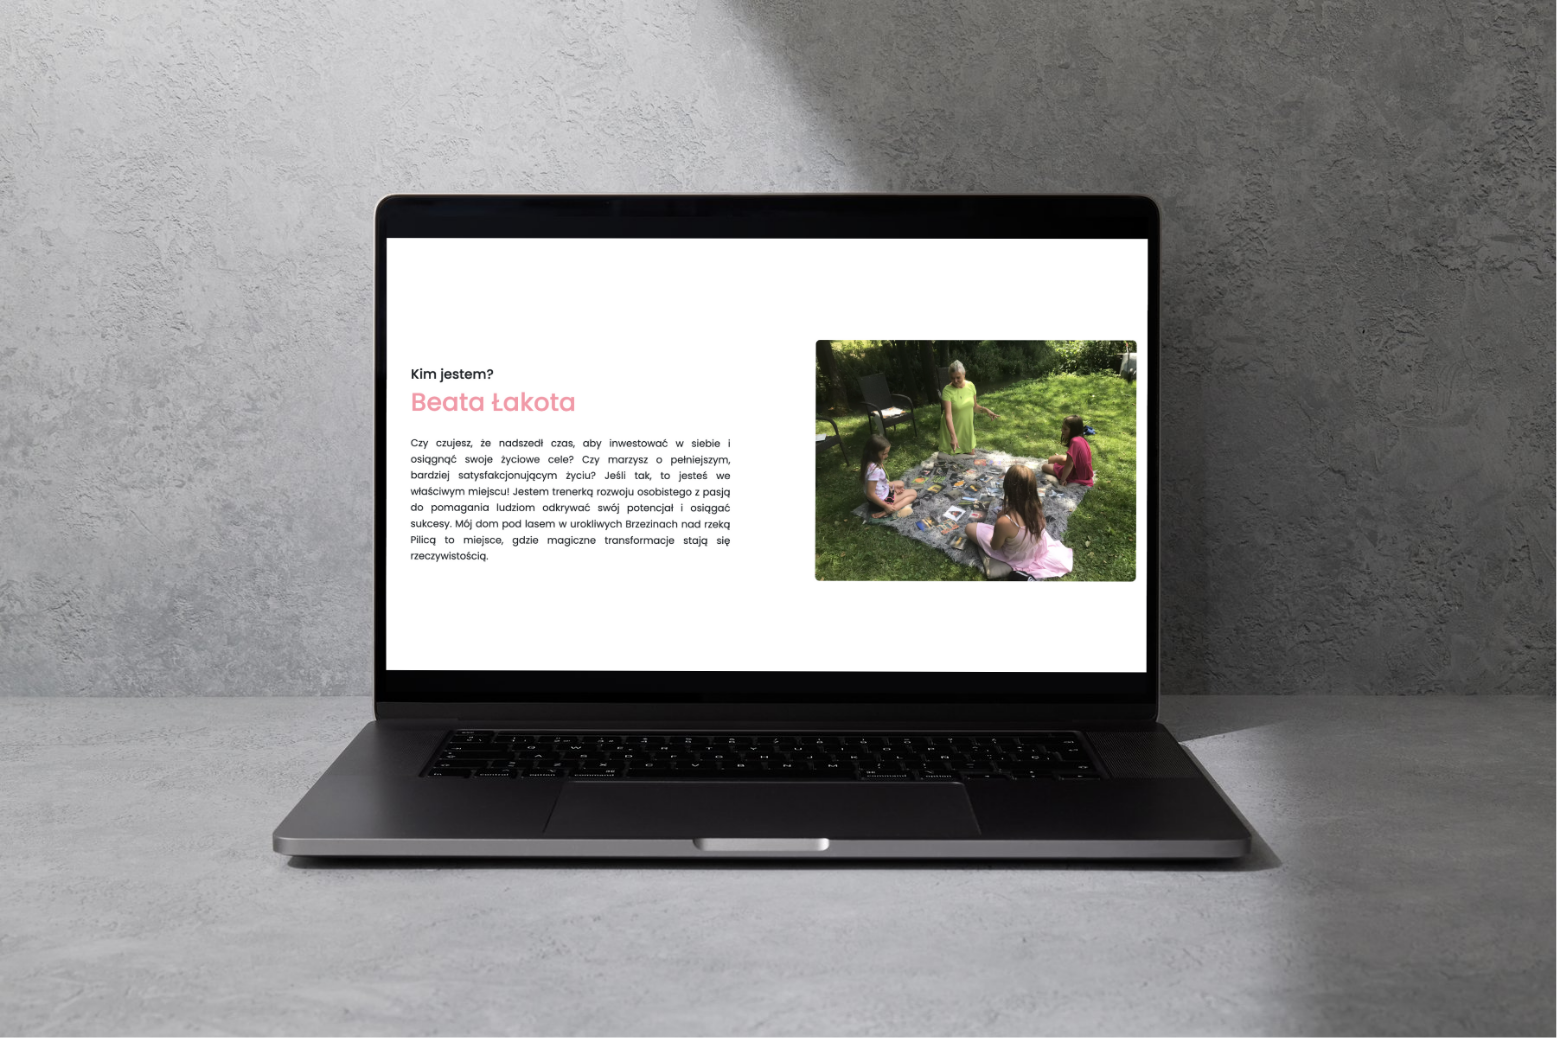 Kim jestem?
Beata Łakota
Czy czujesz, że nadszedł czas, aby inwestować w siebie i
osiągnąć swoje życiowe cele? Czy marzysz o pełniejszym,
bardziej satysfakcjonującym życiu? Jeśli tak, to jesteś we
właściwym miejscu! Jestem trenerką rozwoju osobistego z pasją
do pomagania ludziom odkrywać swój potencjał i osiągać
sukcesy. Mój dom pod lasem w urokliwych Brzezinach nad rzeką
Pilicą to miejsce, gdzie magiczne transformacje stają się
rzeczywistością.